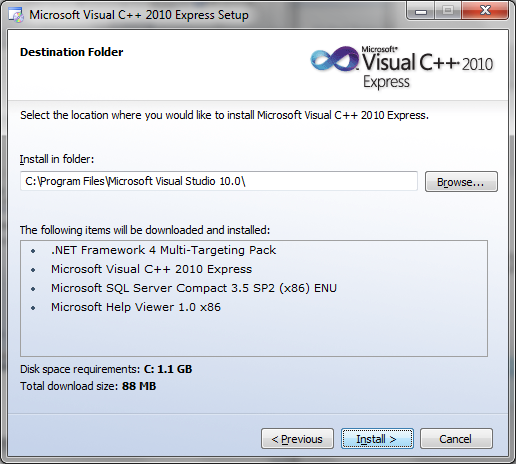 Microsoft Visual C++ 2010 Express Setup
Destination Folder
Microsoft®
Visual C++ 2010
Express
Select the location where you would like to install Microsoft Visual C++ 2010 Express.
Install in folder:
C:\Program Files\Microsoft Visual Studio 10.0\
Browse...
The following items will be downloaded and installed:
• .NET Framework 4 Multi-Targeting Pack
• Microsoft Visual C++ 2010 Express
• Microsoft SQL Server Compact 3.5 SP2 (x86) ENU
• Microsoft Help Viewer 1.0 x86
Disk space requirements: C: 1.1 GB
Total download size: 88 MB
< Previous Install > Cancel